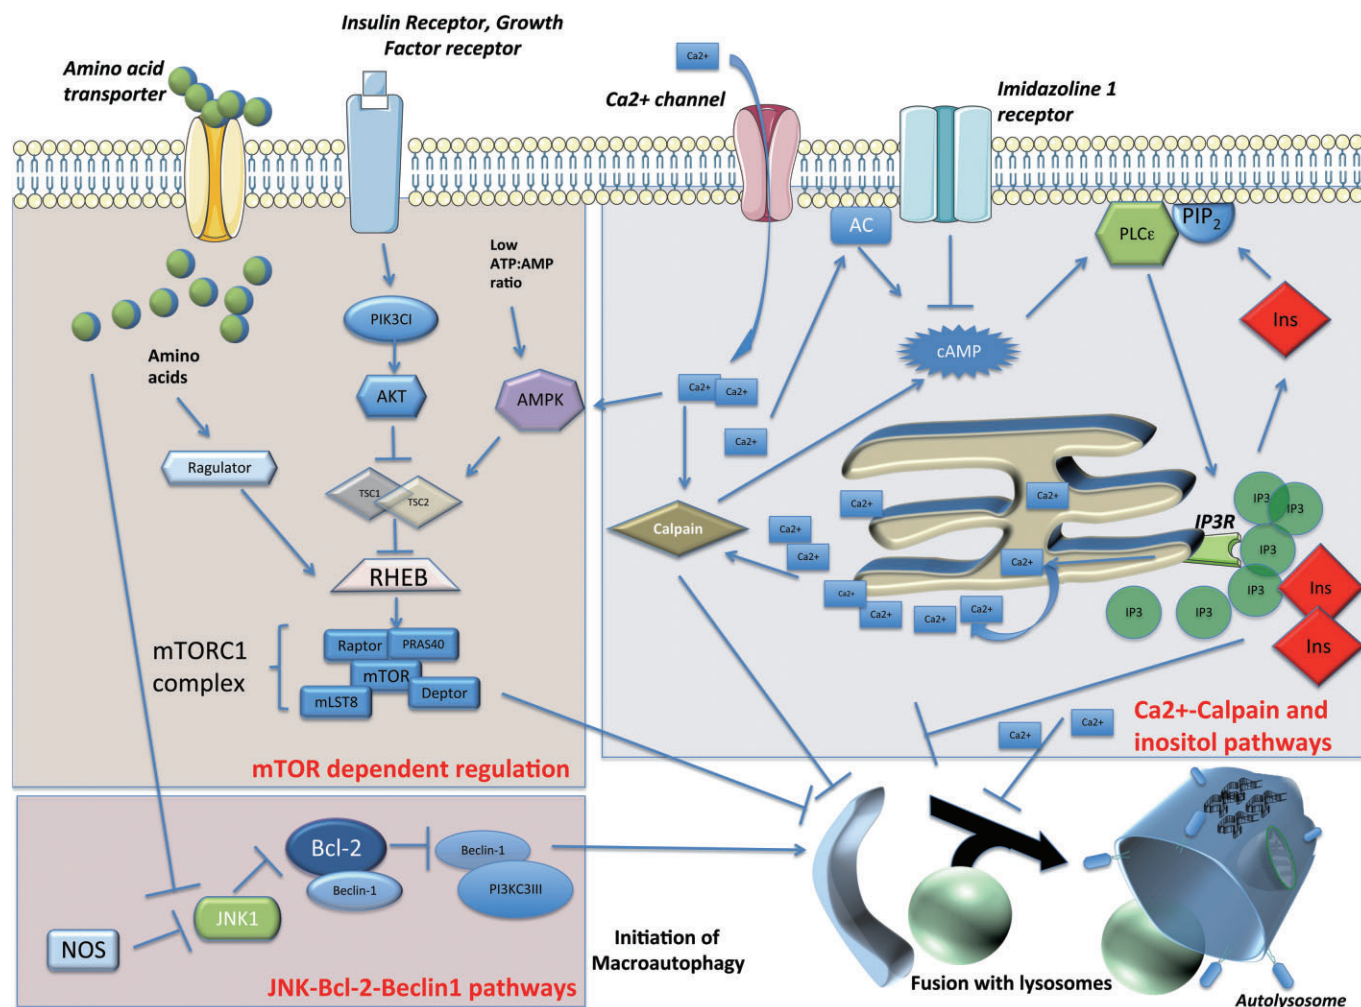 Insulin Receptor, Growth
Factor receptor
Amino acid
transporter
Ca2+
Ca2+ channel
Imidazoline 1
receptor
AC
PLCε
PIP2
Low
ATP:AMP
ratio
PIK3CI
Ins
cAMP
Amino
acids
AKT
AMPK
Ca2+
Ca2+
Ca2+
Ragulator
TSC1
TSC2
Calpain
Ca2+
Ca2+
Ca2+
Ca2+
IP3R
IP3
IP3
IP3
RHEB
Ca2+
Ca2+
Ca2+
Ca2+
Ca2+
IP3
IP3
IP3
Ins
Ins
mTORC1
complex
Raptor
PRAS40
mTOR
mLST8
Deptor
Ca2+
Ca2+
Ca2+-Calpain and
inositol pathways
mTOR dependent regulation
Bcl-2
Beclin-1
Beclin-1
PI3KC3III
JNK1
NOS
JNK-Bcl-2-Beclin1 pathways
Initiation of
Macroautophagy
Fusion with lysosomes
Autolysosome